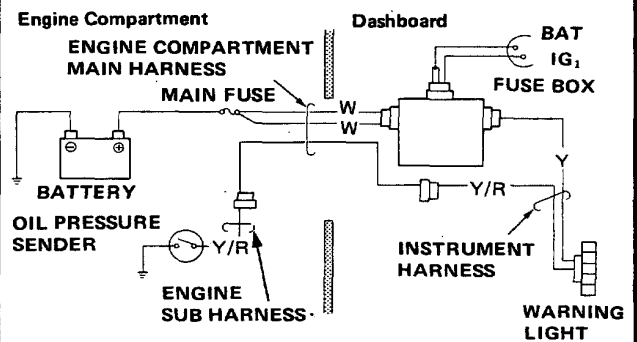 Engine Compartment
Dashboard
ENGINE COMPARTMENT
MAIN HARNESS
MAIN FUSE
BAT
IG₁
FUSE BOX
W
W
Y
BATTERY
Y/R
OIL PRESSURE
SENDER
Y/R
INSTRUMENT
HARNESS
ENGINE
SUB HARNESS
WARNING
LIGHT